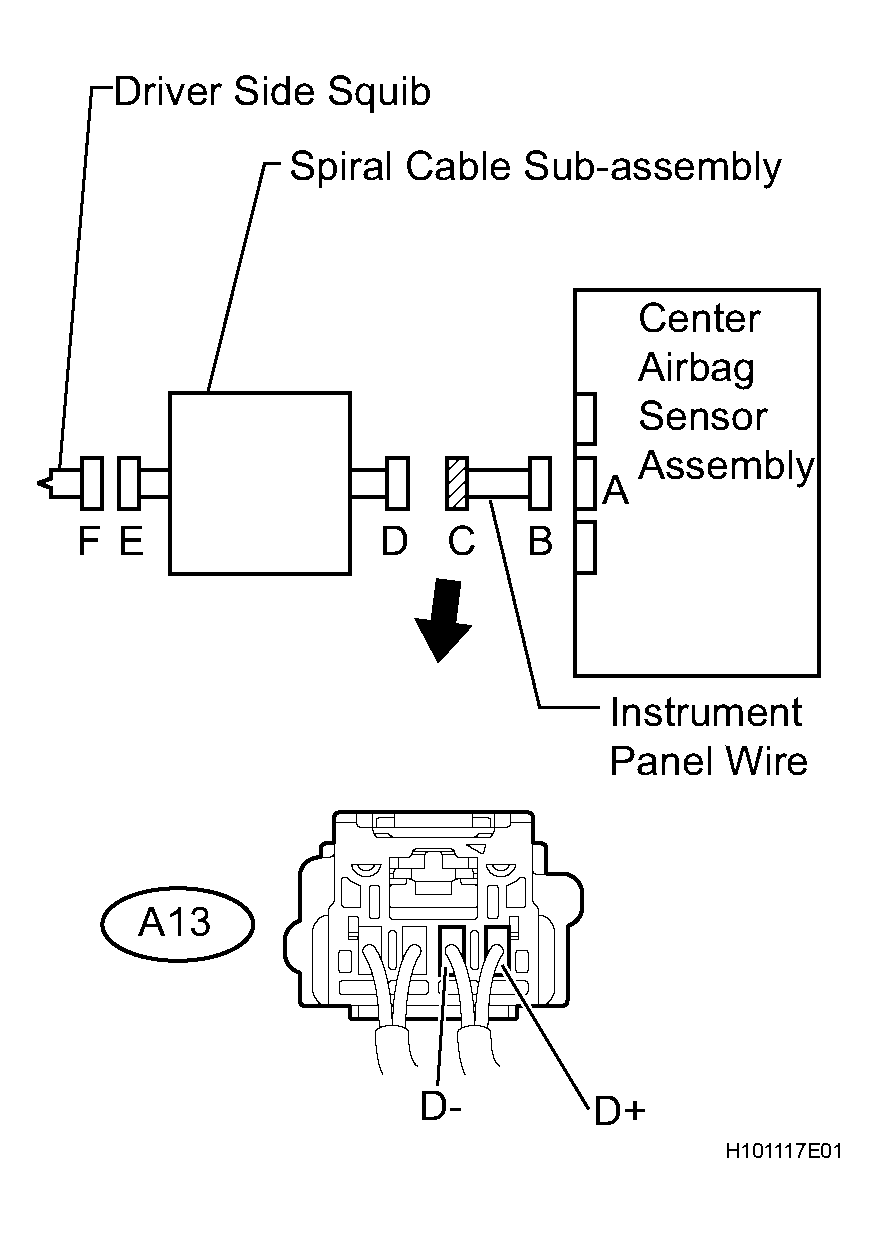 Driver Side Squib
Spiral Cable Sub-assembly
Center
Airbag
Sensor
Assembly
A
F E D C B
Instrument
Panel Wire
A13
D-
D+
H101117E01